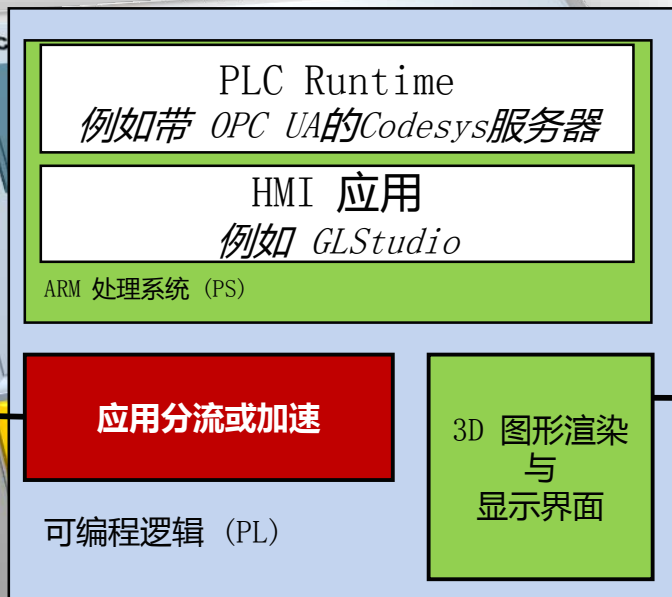 PLC Runtime
例如带 OPC UA的Codesys服务器
HMI 应用
例如 GLStudio
ARM 处理系统 (PS)
应用分流或加速
3D 图形渲染
与
显示界面
可编程逻辑 (PL)